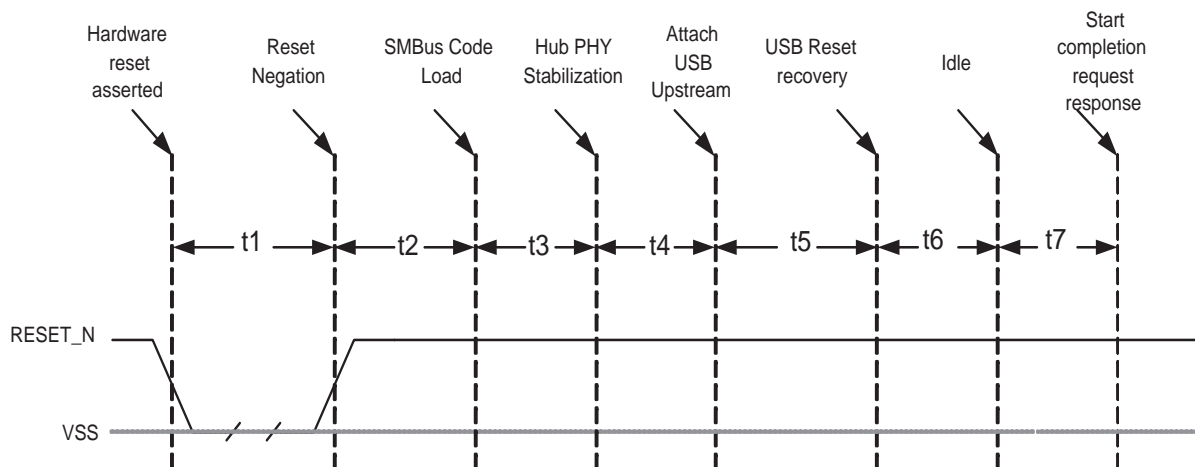 Hardware
reset
asserted
Reset
Negation
SMBus Code
Load
Hub PHY
Stabilization
Attach
USB
Upstream
USB Reset
recovery
Idle
Start
completion
request
response
t1
t2
t3
t4
t5
t6
t7
RESET_N
VSS